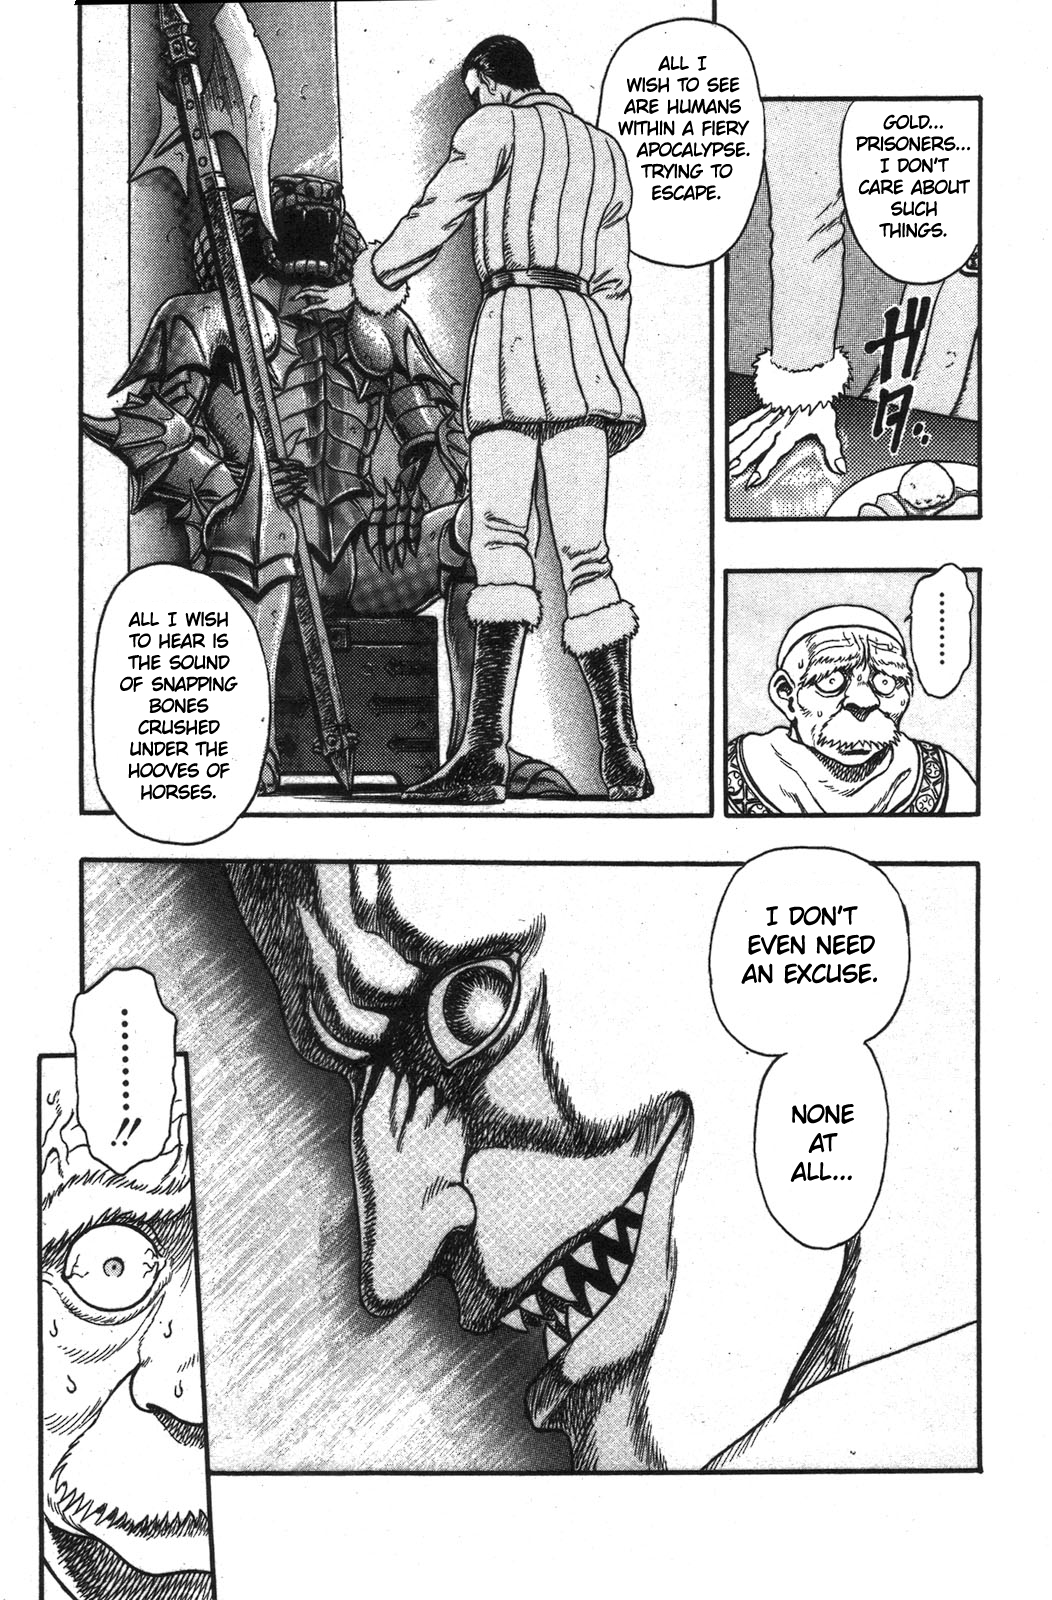 GOLD...
PRISONERS...
I DON'T
CARE ABOUT
SUCH
THINGS.
ガタ.
.........
ALL I
WISH TO SEE
ARE HUMANS
WITHIN A FIERY
APOCALYPSE.
TRYING TO
ESCAPE.
ALL I WISH
TO HEAR IS
THE SOUND
OF SNAPPING
BONES
CRUSHED
UNDER THE
HOOVES OF
HORSES.
I DON'T
EVEN NEED
AN EXCUSE.
NONE
AT
ALL...
.........!!